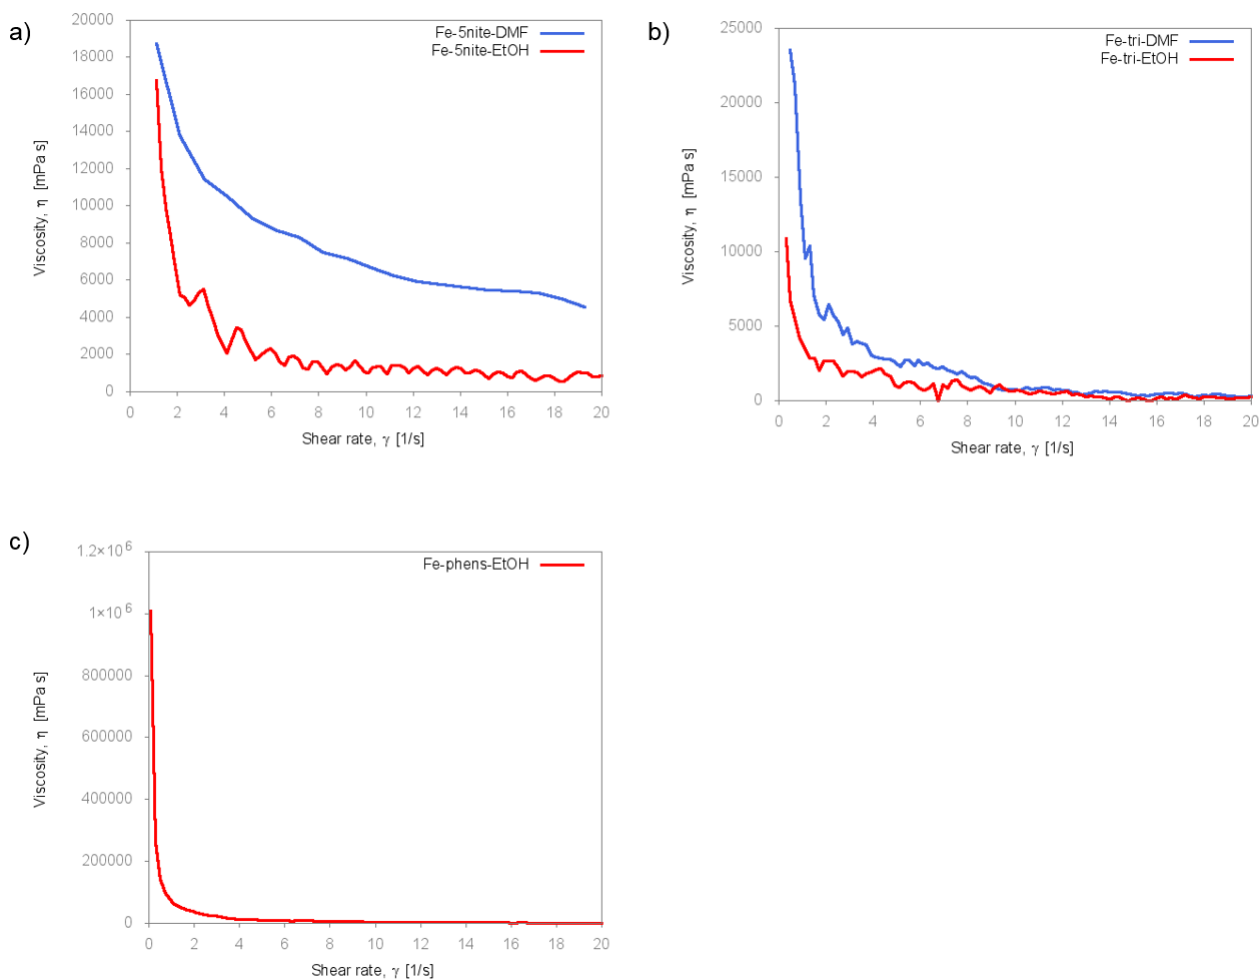 a)
Fe-5nite-DMF
Fe-5nite-EtOH
Viscosity, η [mPa s]
20000
18000
16000
14000
12000
10000
8000
6000
4000
2000
0
0 2 4 6 8 10 12 14 16 18 20
Shear rate, γ [1/s]
b)
Fe-tri-DMF
Fe-tri-EtOH
Viscosity, η [mPa s]
25000
20000
15000
10000
5000
0
0 2 4 6 8 10 12 14 16 18 20
Shear rate, γ [1/s]
c)
Fe-phens-EtOH
Viscosity, η [mPa s]
1.2×10⁶
1×10⁶
800000
600000
400000
200000
0
0 2 4 6 8 10 12 14 16 18 20
Shear rate, γ [1/s]